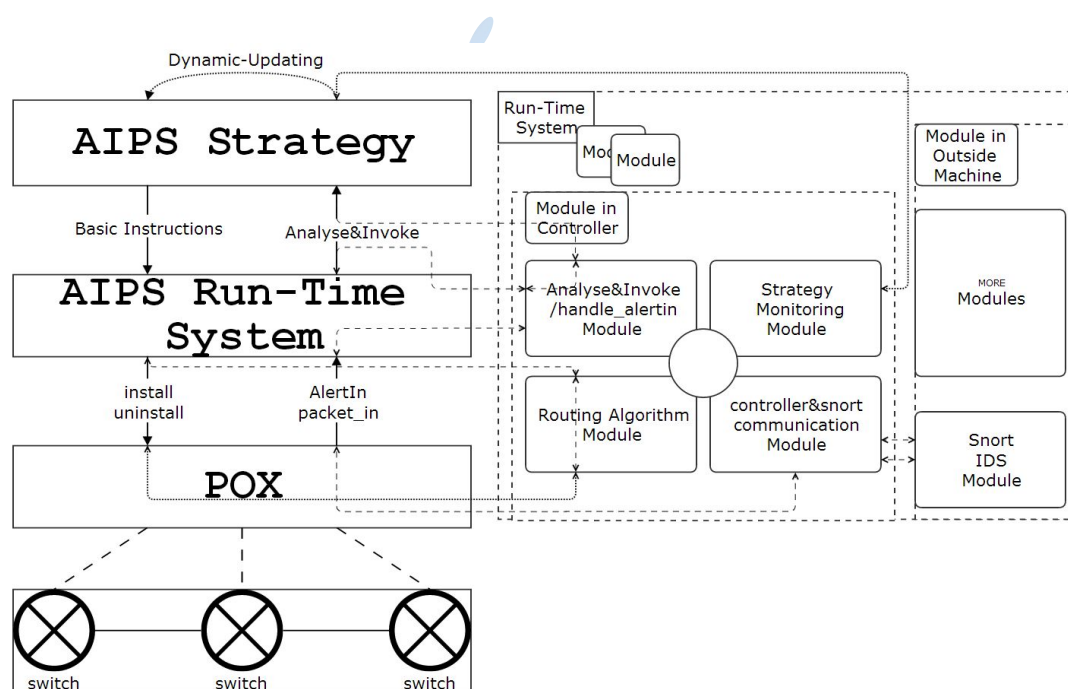 Dynamic-Updating
AIPS Strategy
Basic Instructions
Analyse&Invoke
AIPS Run-Time
System
install
uninstall
AlertIn
packet_in
POX
switch
switch
switch
Run-Time
System
Module
Module in
Controller
Analyse&Invoke
/handle_alertin
Module
Strategy
Monitoring
Module
Routing Algorithm
Module
controller&snort
communication
Module
Module in
Outside
Machine
MORE
Modules
Snort
IDS
Module